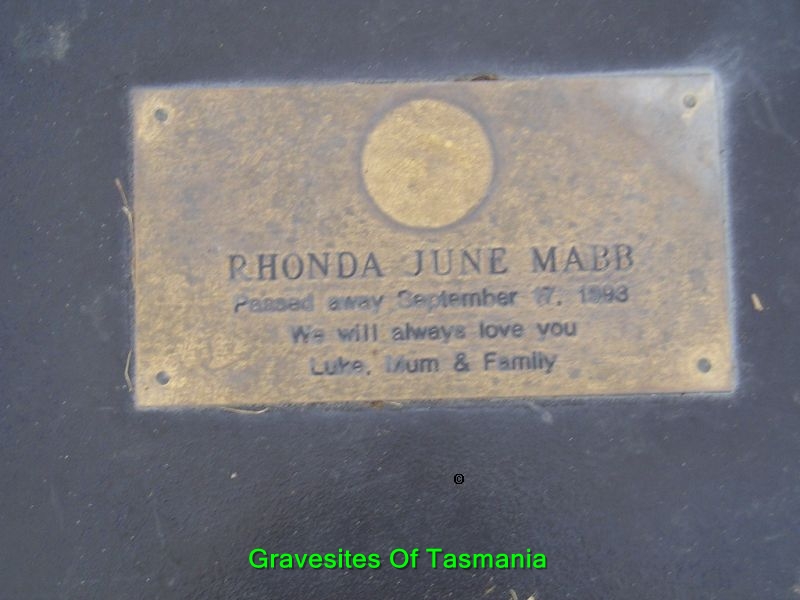 RHONDA JUNE MABB
Passed away September 17, 1993
We will always love you
Luke, Mum & Family
©
Gravesites Of Tasmania